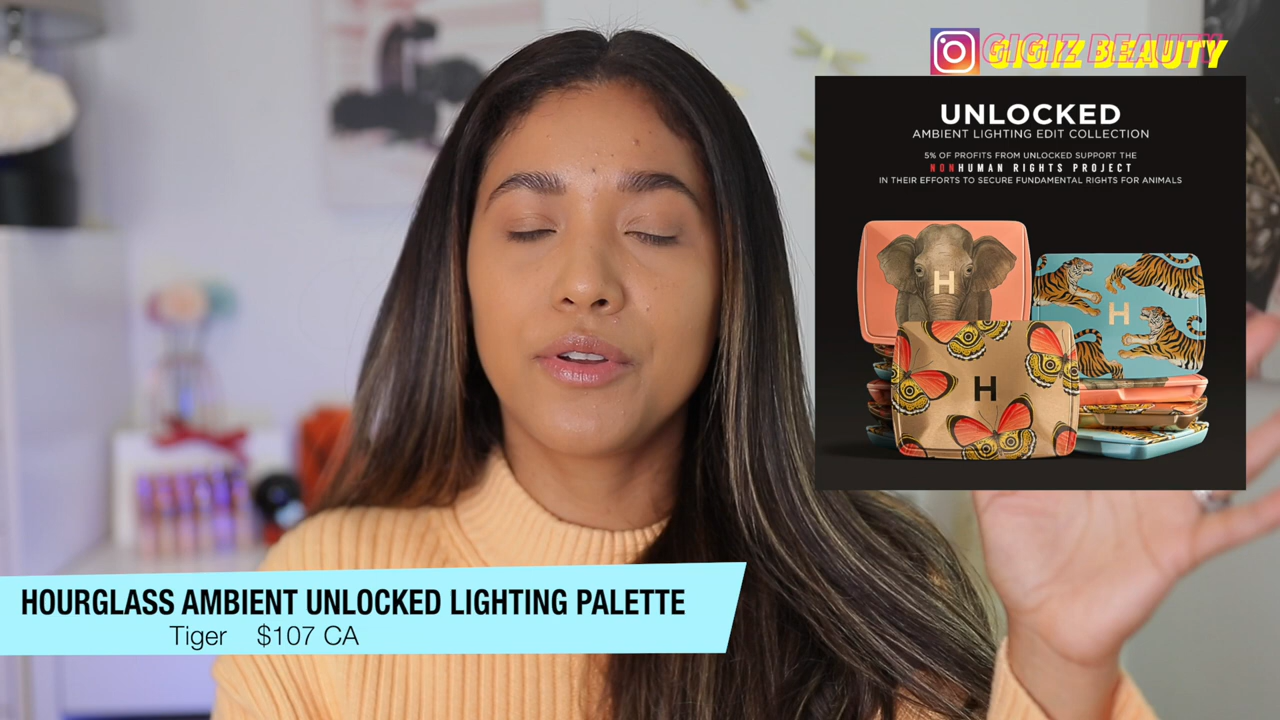 GIGIZ BEAUTY
UNLOCKED
AMBIENT LIGHTING EDIT COLLECTION
5% OF PROFITS FROM UNLOCKED SUPPORT THE
NONHUMAN RIGHTS PROJECT
IN THEIR EFFORTS TO SECURE FUNDAMENTAL RIGHTS FOR ANIMALS
H
H
H
HOURGLASS AMBIENT UNLOCKED LIGHTING PALETTE
Tiger $107 CA